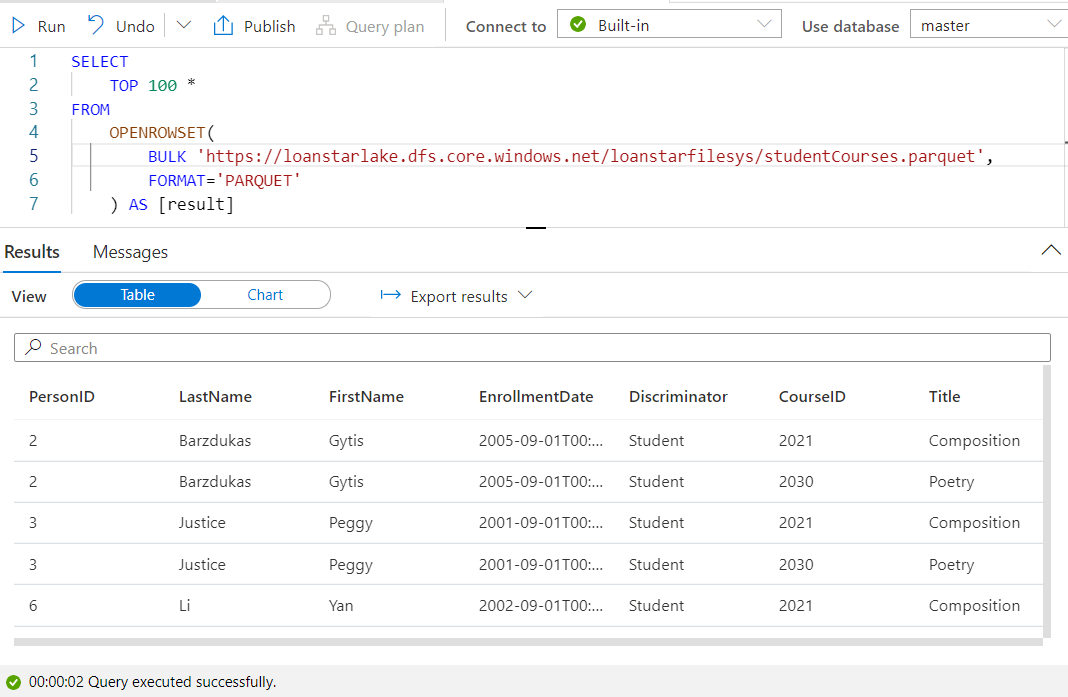 Run Undo Publish Query plan Connect to Built-in Use database master
1 SELECT
2 TOP 100 *
3 FROM
4 OPENROWSET(
5 BULK 'https://loanstarlake.dfs.core.windows.net/loanstarfilesys/studentCourses.parquet',
6 FORMAT='PARQUET'
7 ) AS [result]
Results Messages
View Table Chart Export results
Search
PersonID LastName FirstName EnrollmentDate Discriminator CourseID Title
2 Barzdukas Gytis 2005-09-01T00:... Student 2021 Composition
2 Barzdukas Gytis 2005-09-01T00:... Student 2030 Poetry
3 Justice Peggy 2001-09-01T00:... Student 2021 Composition
3 Justice Peggy 2001-09-01T00:... Student 2030 Poetry
6 Li Yan 2002-09-01T00:... Student 2021 Composition
00:00:02 Query executed successfully.